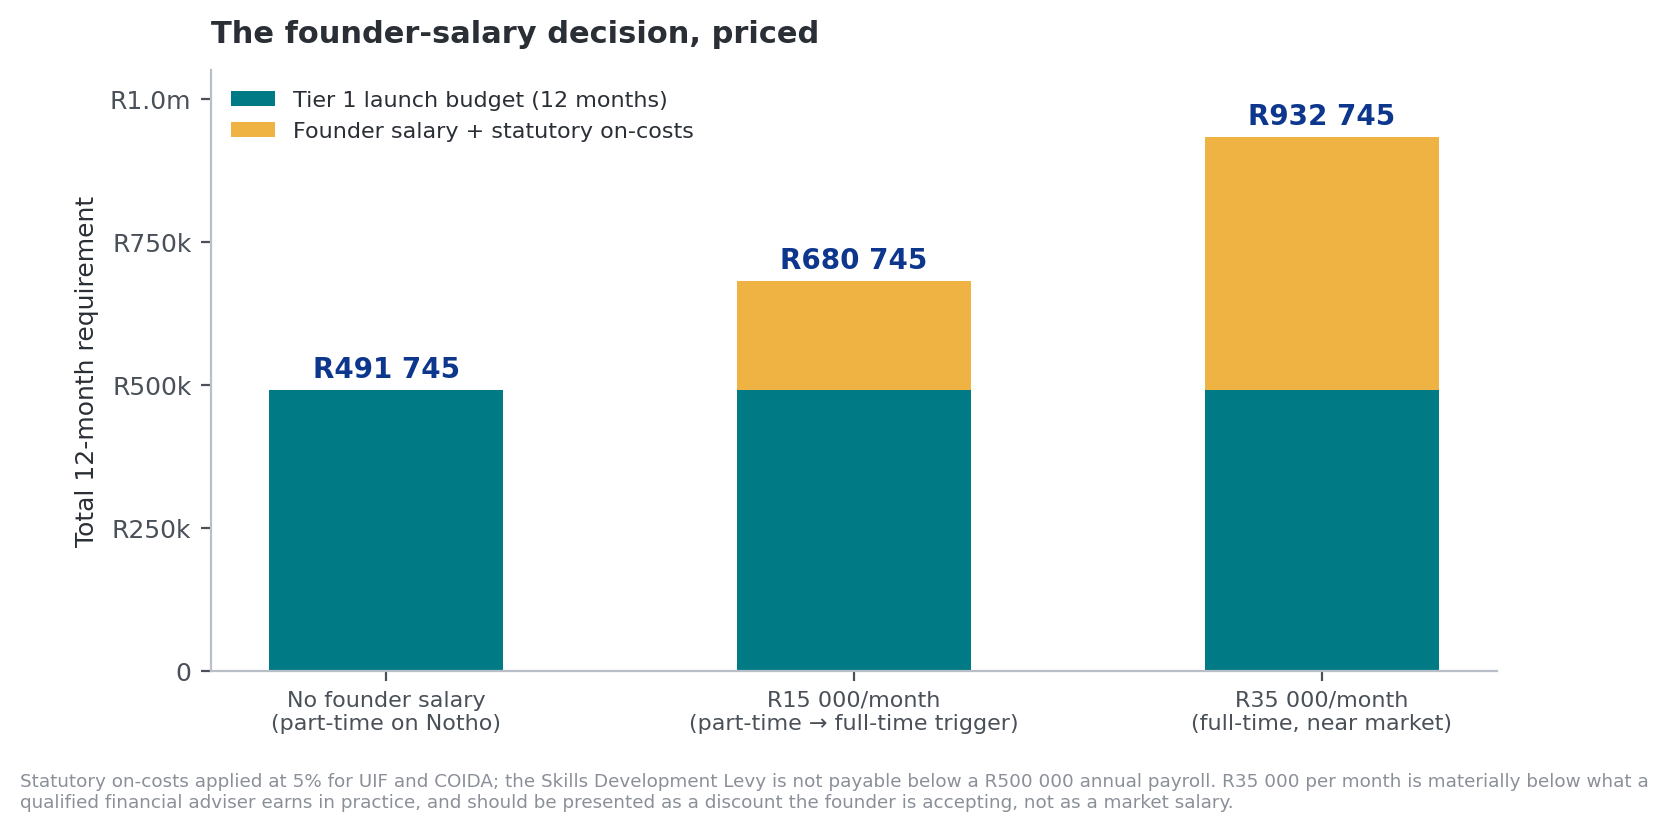 The founder-salary decision, priced
Tier 1 launch budget (12 months)
Founder salary + statutory on-costs
Total 12-month requirement
R1.0m
R750k
R500k
R250k
0
R491 745
R680 745
R932 745
No founder salary
(part-time on Notho)
R15 000/month
(part-time → full-time trigger)
R35 000/month
(full-time, near market)
Statutory on-costs applied at 5% for UIF and COIDA; the Skills Development Levy is not payable below a R500 000 annual payroll. R35 000 per month is materially below what a
qualified financial adviser earns in practice, and should be presented as a discount the founder is accepting, not as a market salary.